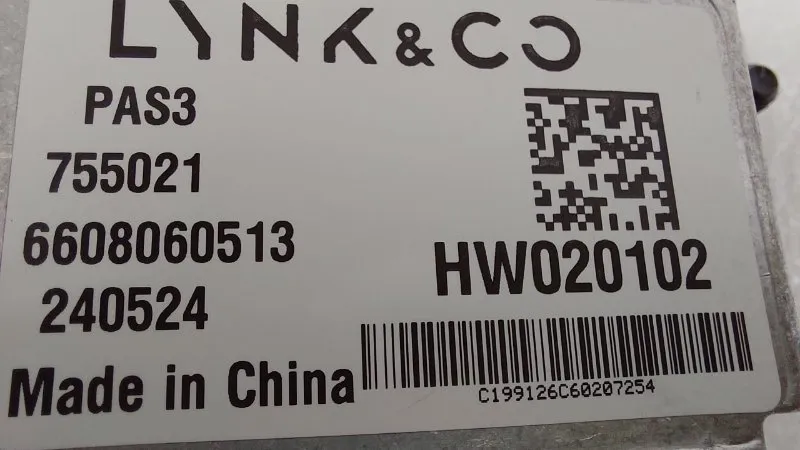 LYNK & CO
PAS3
755021
6608060513
240524
HW020102
Made in China
C199126C60207254